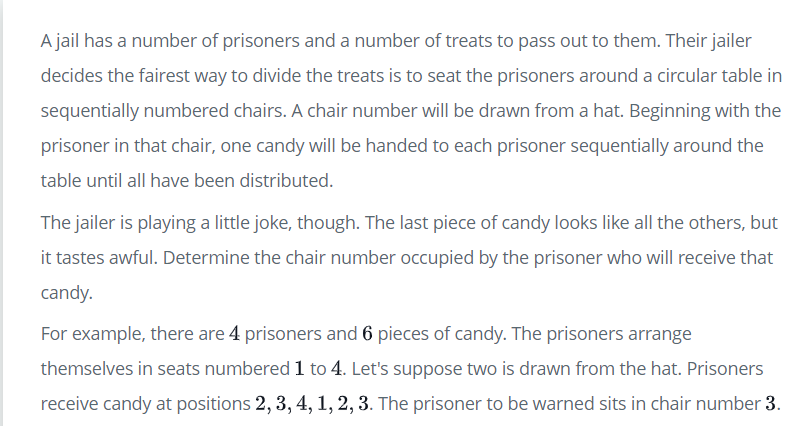 A jail has a number of prisoners and a number of treats to pass out to them. Their jailer
decides the fairest way to divide the treats is to seat the prisoners around a circular table in
sequentially numbered chairs. A chair number will be drawn from a hat. Beginning with the
prisoner in that chair, one candy will be handed to each prisoner sequentially around the
table until all have been distributed.
The jailer is playing a little joke, though. The last piece of candy looks like all the others, but
it tastes awful. Determine the chair number occupied by the prisoner who will receive that
candy.
For example, there are 4 prisoners and 6 pieces of candy. The prisoners arrange
themselves in seats numbered 1 to 4. Let's suppose two is drawn from the hat. Prisoners
receive candy at positions 2, 3, 4, 1, 2, 3. The prisoner to be warned sits in chair number 3.